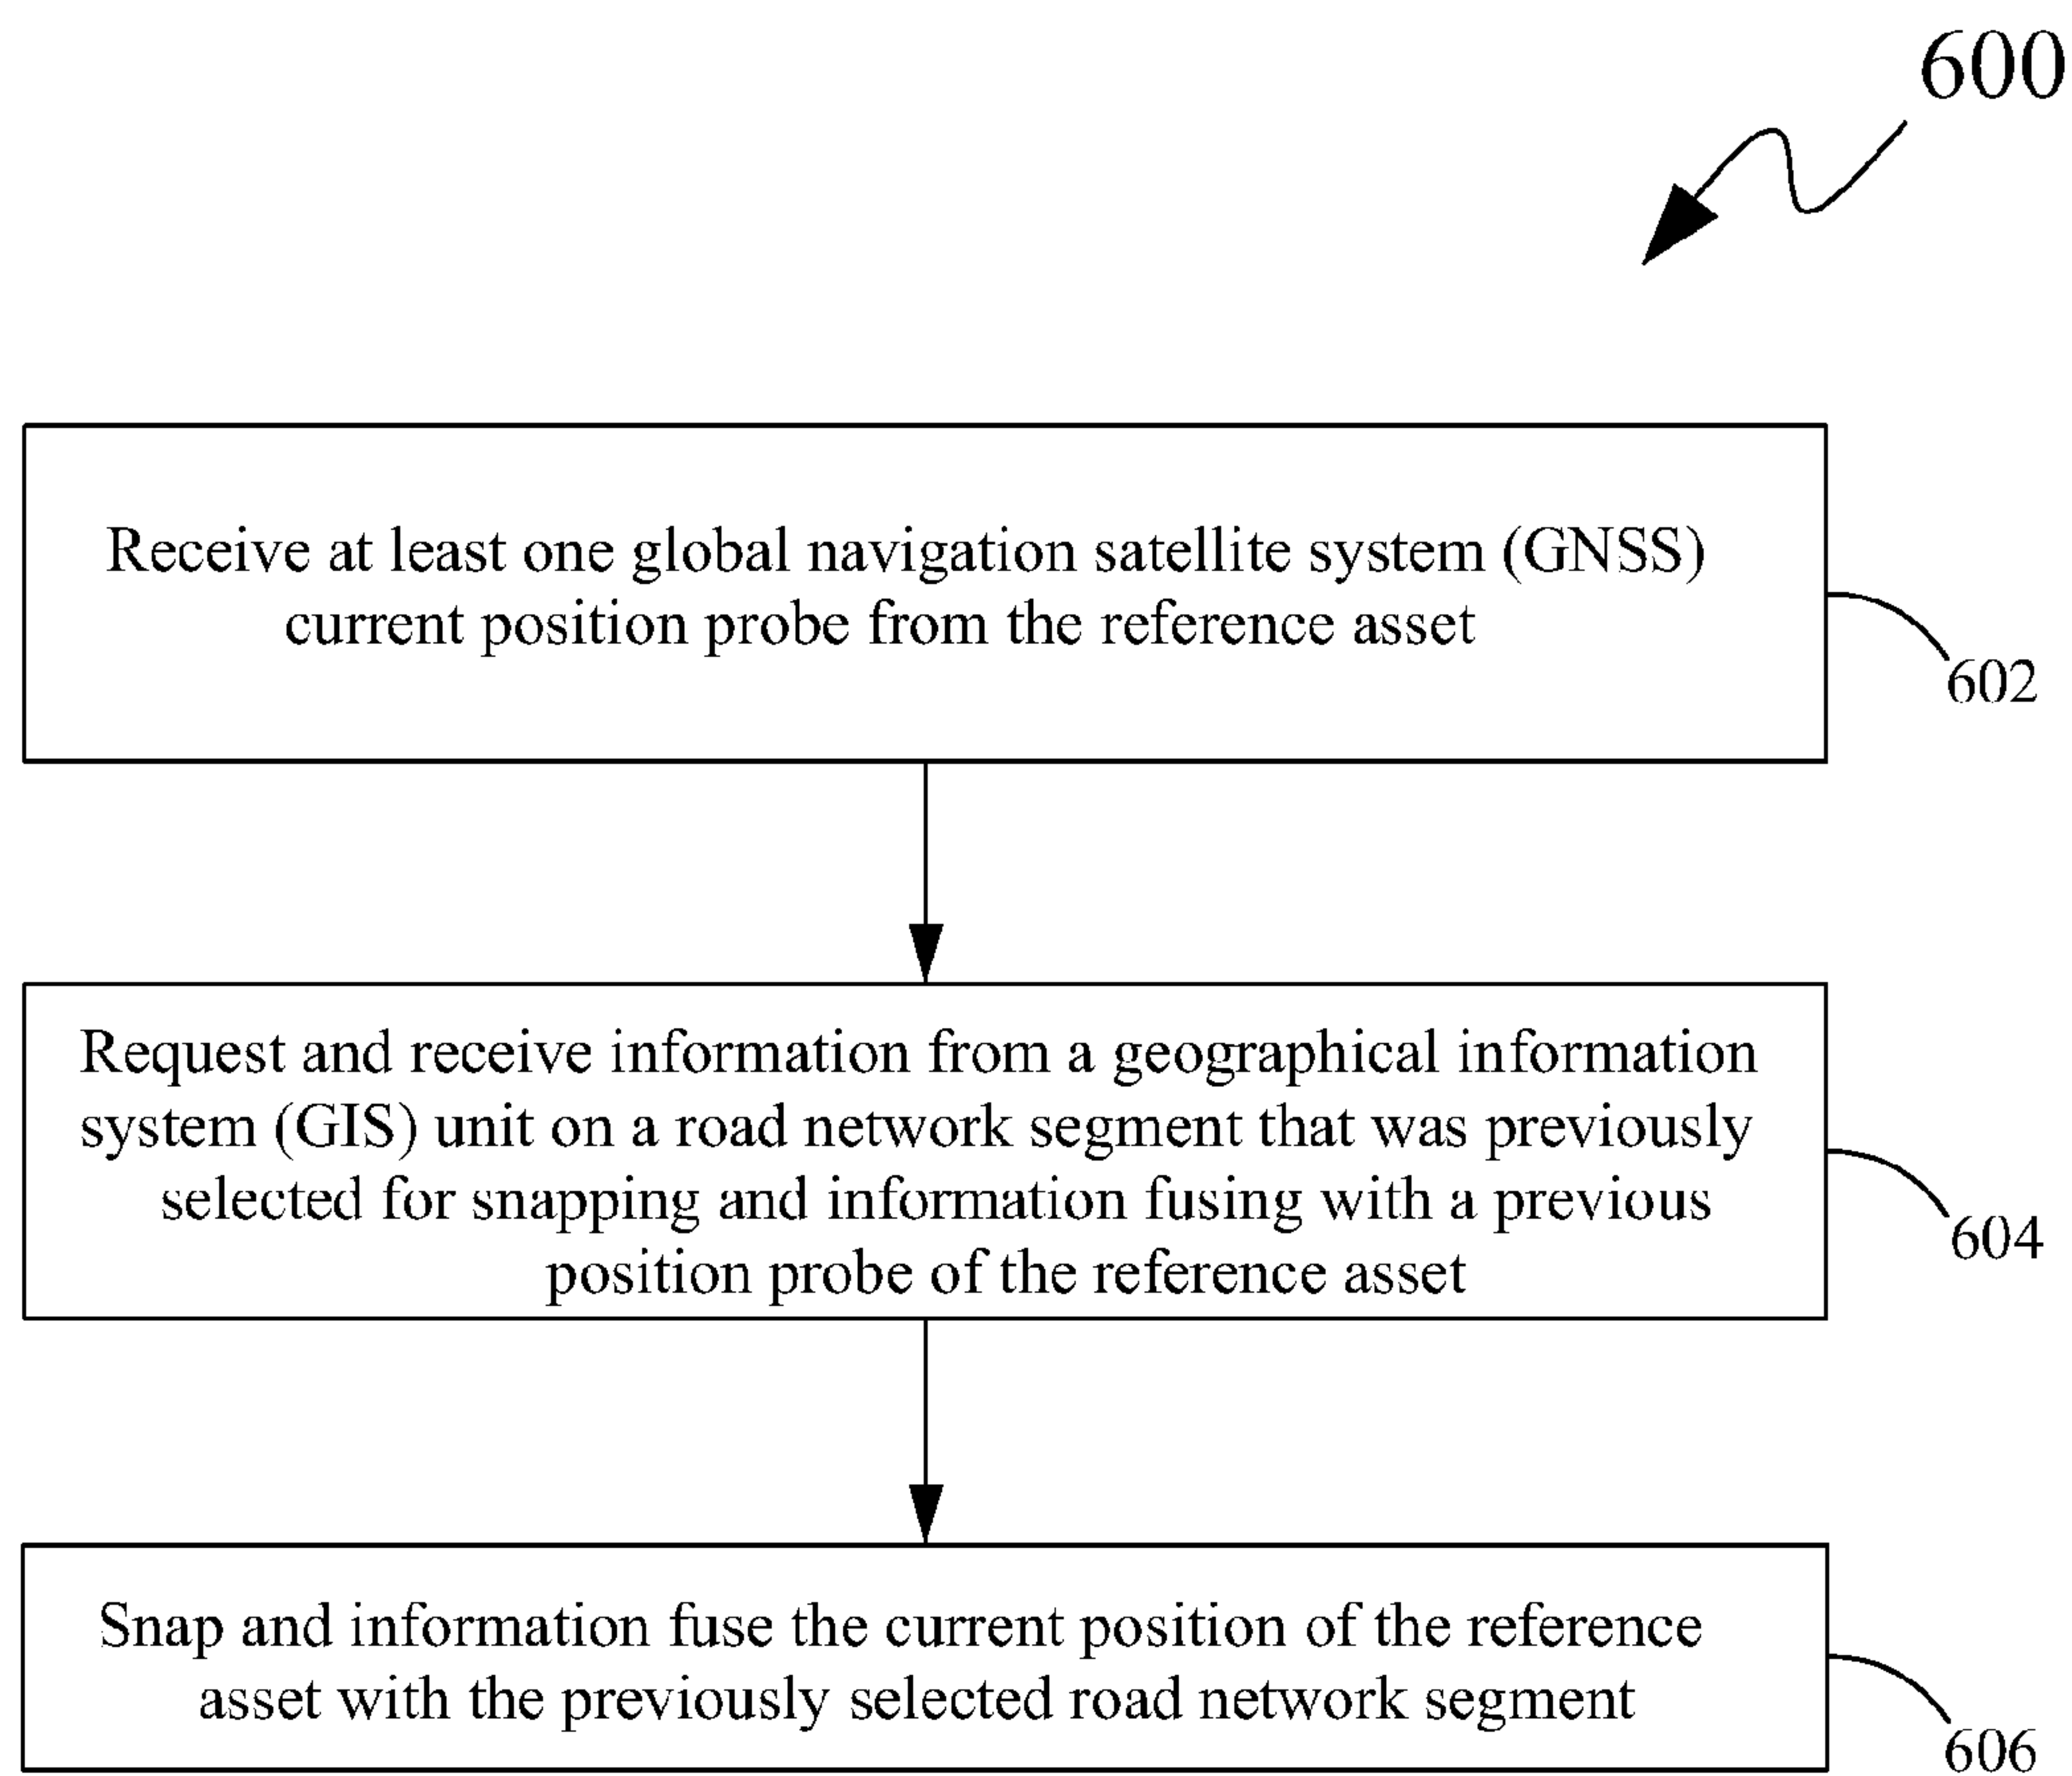 600
Receive at least one global navigation satellite system (GNSS)
current position probe from the reference asset
602
Request and receive information from a geographical information
system (GIS) unit on a road network segment that was previously
selected for snapping and information fusing with a previous
position probe of the reference asset
604
Snap and information fuse the current position of the reference
asset with the previously selected road network segment
606